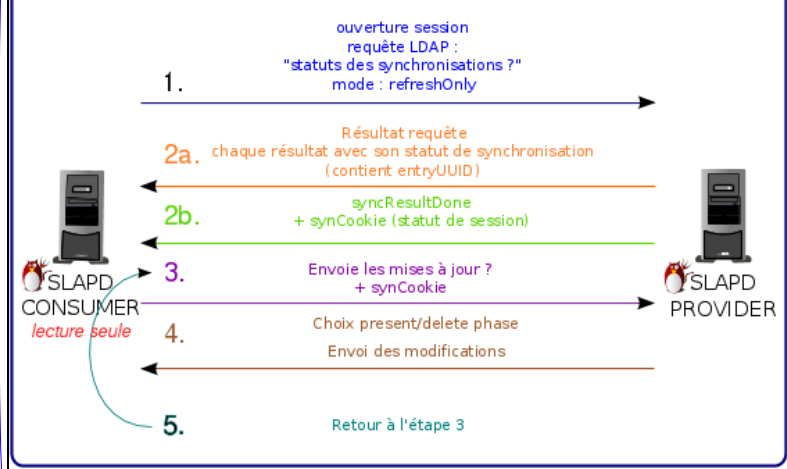 ouverture session
requête LDAP :
"statuts des synchronisations ?"
mode : refreshOnly
1.
Résultat requête
2a. chaque résultat avec son statut de synchronisation
(contient entryUUID)
syncResultDone
2b. + synCookie (statut de session)
3. Envoie les mises à jour ?
+ synCookie
SLAPD
CONSUMER
lecture seule
SLAPD
PROVIDER
4. Choix present/delete phase
Envoi des modifications
5. Retour à l'étape 3